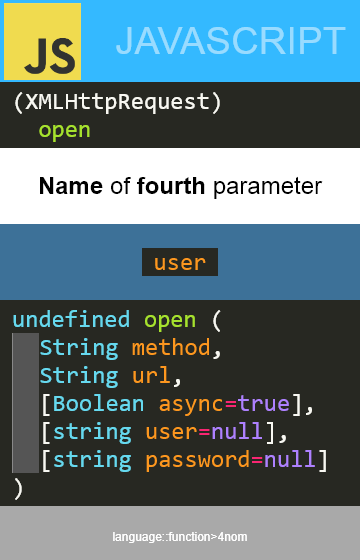 JS
JAVASCRIPT
(XMLHttpRequest)
open
Name of fourth parameter
user
undefined open (
String method,
String url,
[Boolean async=true],
[string user=null],
[string password=null]
)
language::function>4nom